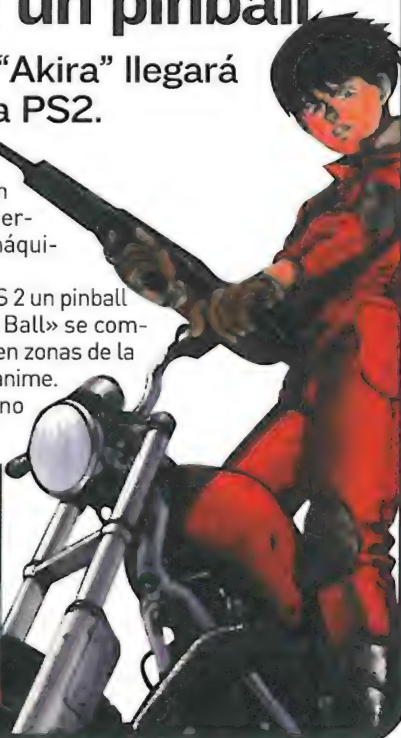 un pinball
“Akira” llegará
a PS2.
er-
áqui-
S 2 un pinball
Ball» se com-
en zonas de la
anime.
no